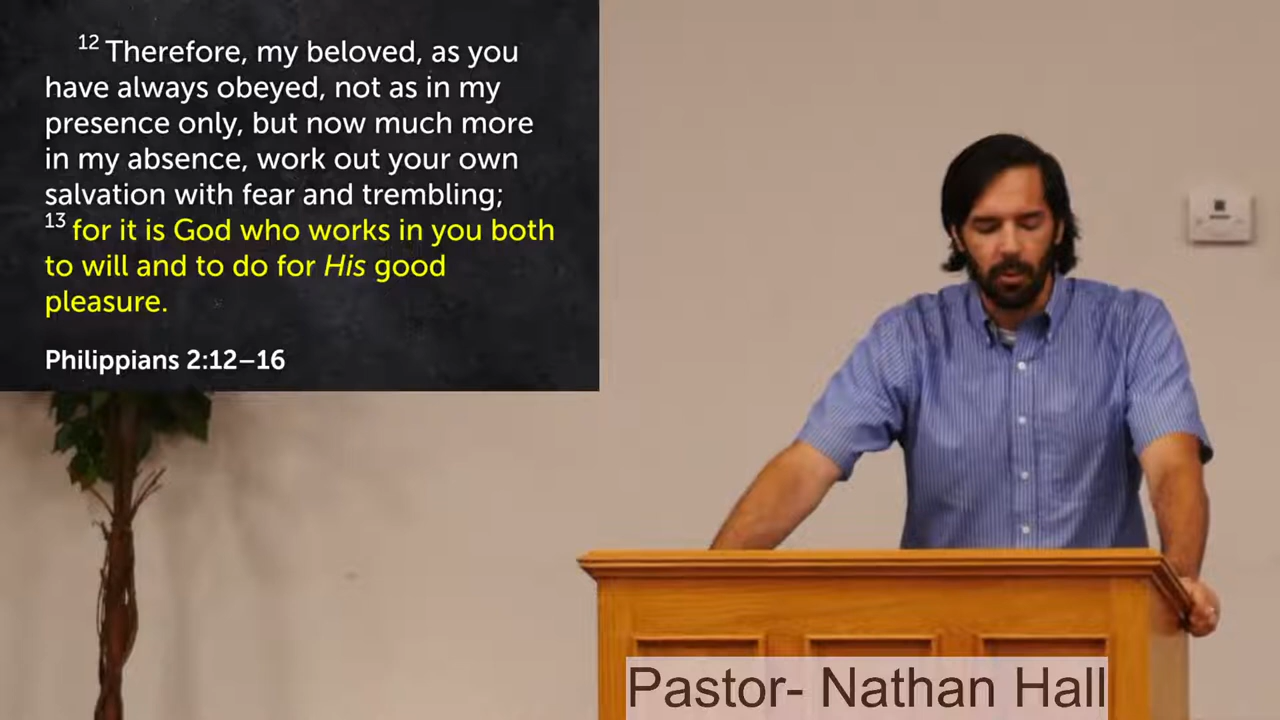 12 Therefore, my beloved, as you
have always obeyed, not as in my
presence only, but now much more
in my absence, work out your own
salvation with fear and trembling;
13 for it is God who works in you both
to will and to do for His good
pleasure.
Philippians 2:12–16
Pastor- Nathan Hall